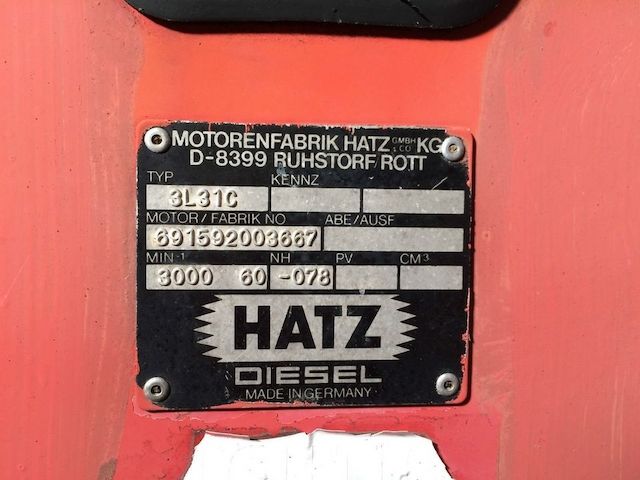 MOTORENFABRIK HATZ GMBH & CO KG
D-8399 RUHSTORF/ROTT
TYP KENNZ
3L31C
MOTOR/FABRIK NO ABE/AUSF
691592003667
MIN-1 NH PV CM3
3000 60 -078
HATZ
DIESEL
MADE IN GERMANY